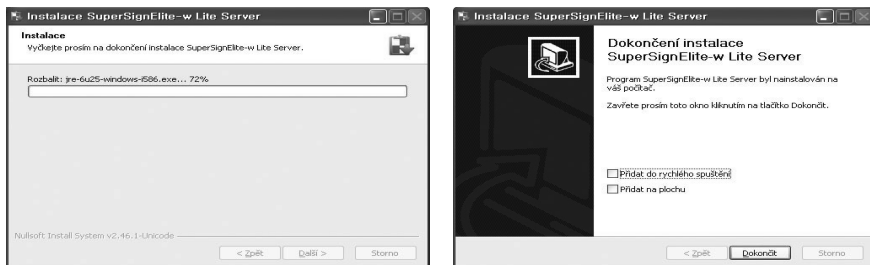 Instalace SuperSignElite-w Lite Server
Instalace
Vyčkejte prosím na dokončení instalace SuperSignElite-w Lite Server.
Rozbalit: jre-6u25-windows-i586.exe... 72%
Nullsoft Install System v2.46.1-Unicode
< Zpět
Další >
Storno
Instalace SuperSignElite-w Lite Server
Dokončení instalace
SuperSignElite-w Lite Server
Program SuperSignElite-w Lite Server byl nainstalován na
váš počítač.
Zavřete prosím toto okno kliknutím na tlačítko Dokončit.
Přidat do rychlého spuštění
Přidat na plochu
< Zpět
Dokončit
Storno